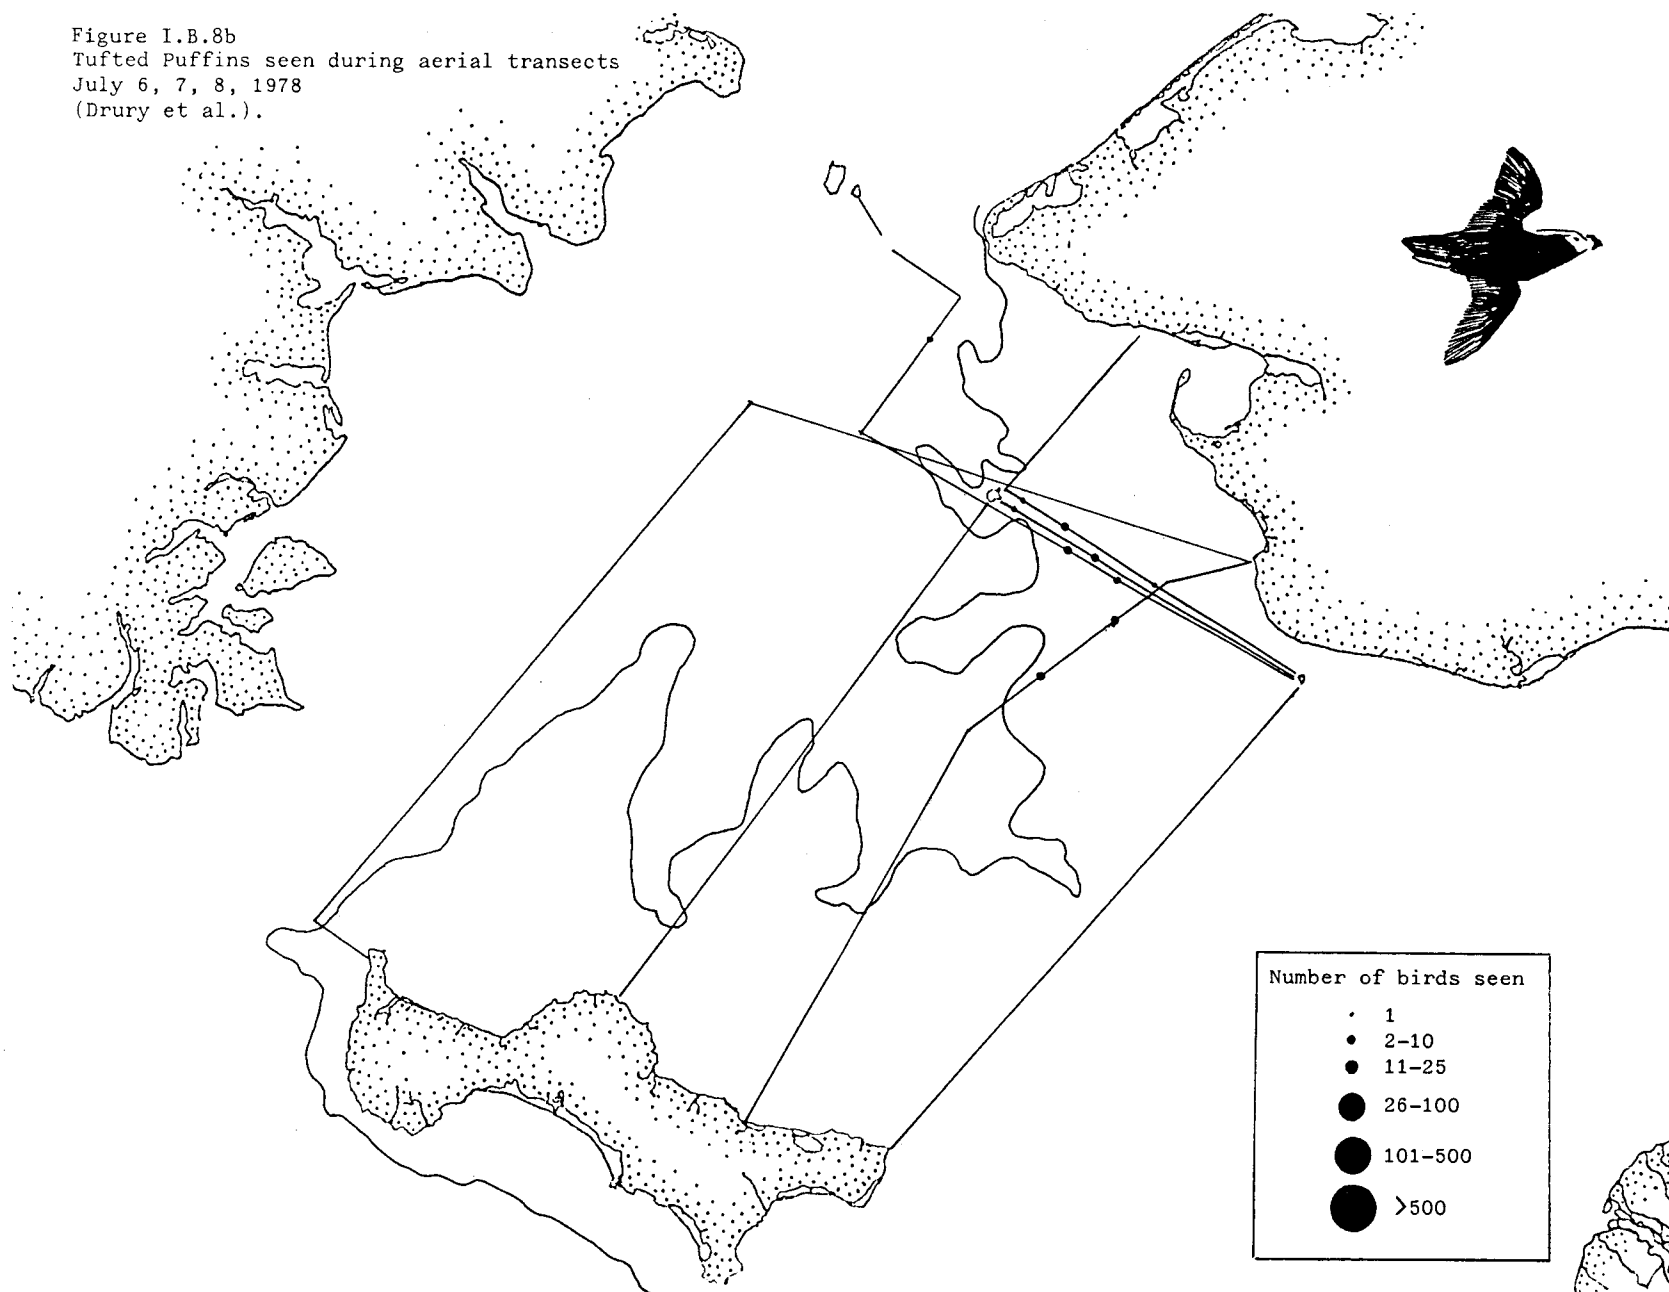 Figure I.B.8b
Tufted Puffins seen during aerial transects
July 6, 7, 8, 1978
(Drury et al.).
Number of birds seen
1
2-10
11-25
26-100
101-500
>500